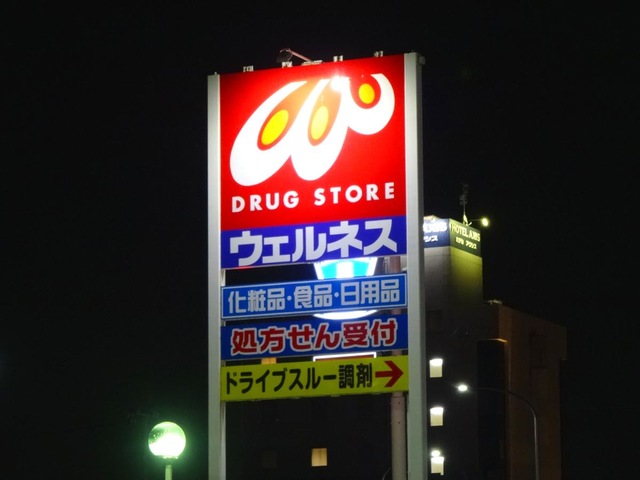 DRUG STORE
ウェルネス
化粧品・食品・日用品
処方せん受付
ドライブスルー調剤→
HOTEL